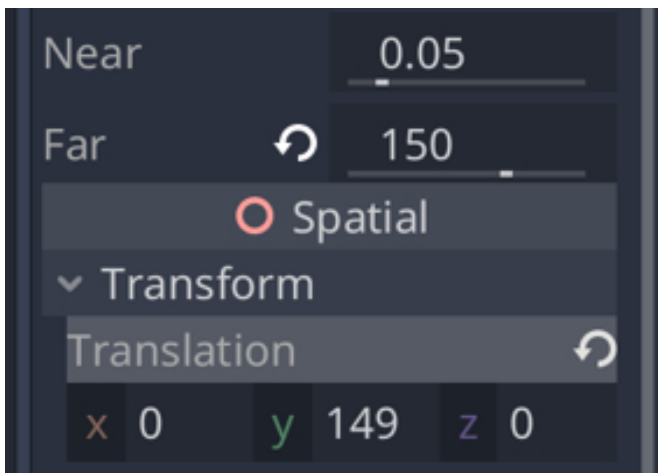 Near 0.05
Far 150
Spatial
Transform
Translation
x 0 y 149 z 0